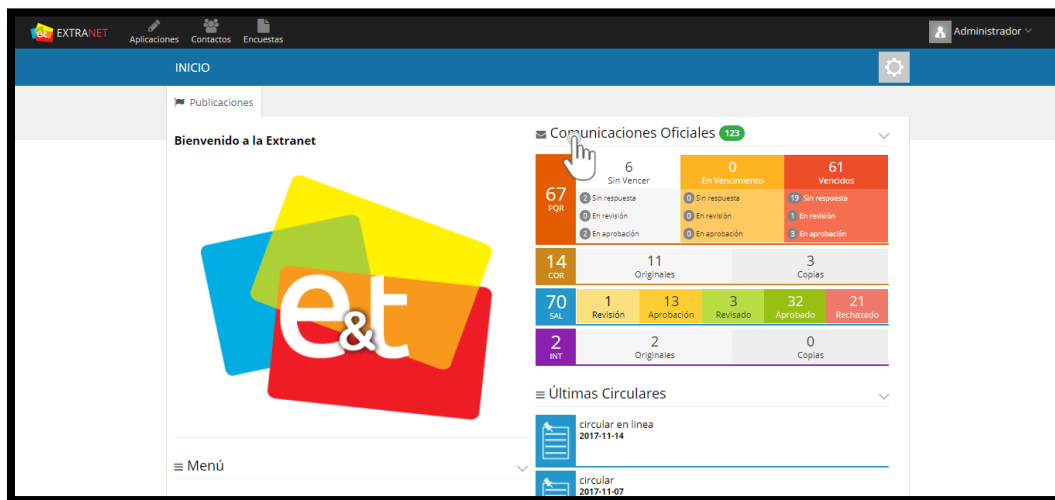 e&t EXTRANET
Aplicaciones Contactos Encuestas
Administrador
INICIO
Publicaciones
Bienvenido a la Extranet
e&t
Menú
Comunicaciones Oficiales 123
67 PQR
6 Sin Vencer
2 Sin respuesta
0 En revisión
2 En aprobación
0 En Vencimiento
0 Sin respuesta
0 En revisión
0 En aprobación
61 Vencidos
19 Sin respuesta
1 En revisión
3 En aprobación
14 COR
11 Originales
3 Copias
70 SAL
1 Revisión
13 Aprobación
3 Revisado
32 Aprobado
21 Rechazado
2 INT
2 Originales
0 Copias
Últimas Circulares
circular en linea
2017-11-14
circular
2017-11-07